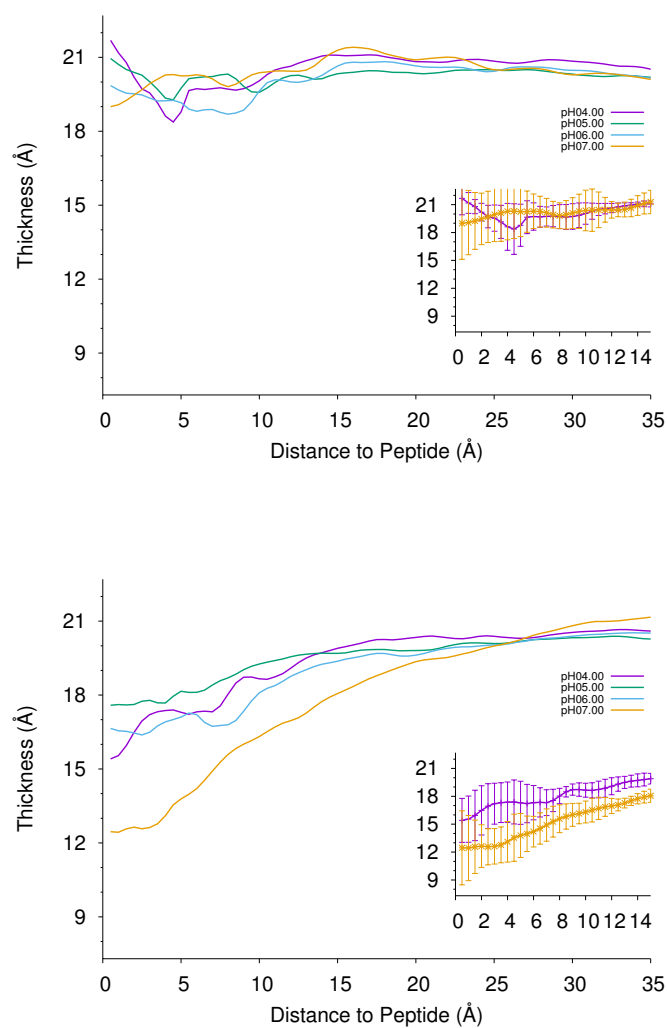 21
18
15
12
9
Thickness (Å)
pH04.00
pH05.00
pH06.00
pH07.00
21
18
15
12
9
0 2 4 6 8 10 12 14
0 5 10 15 20 25 30 35
Distance to Peptide (Å)
21
18
15
12
9
Thickness (Å)
pH04.00
pH05.00
pH06.00
pH07.00
21
18
15
12
9
0 2 4 6 8 10 12 14
0 5 10 15 20 25 30 35
Distance to Peptide (Å)